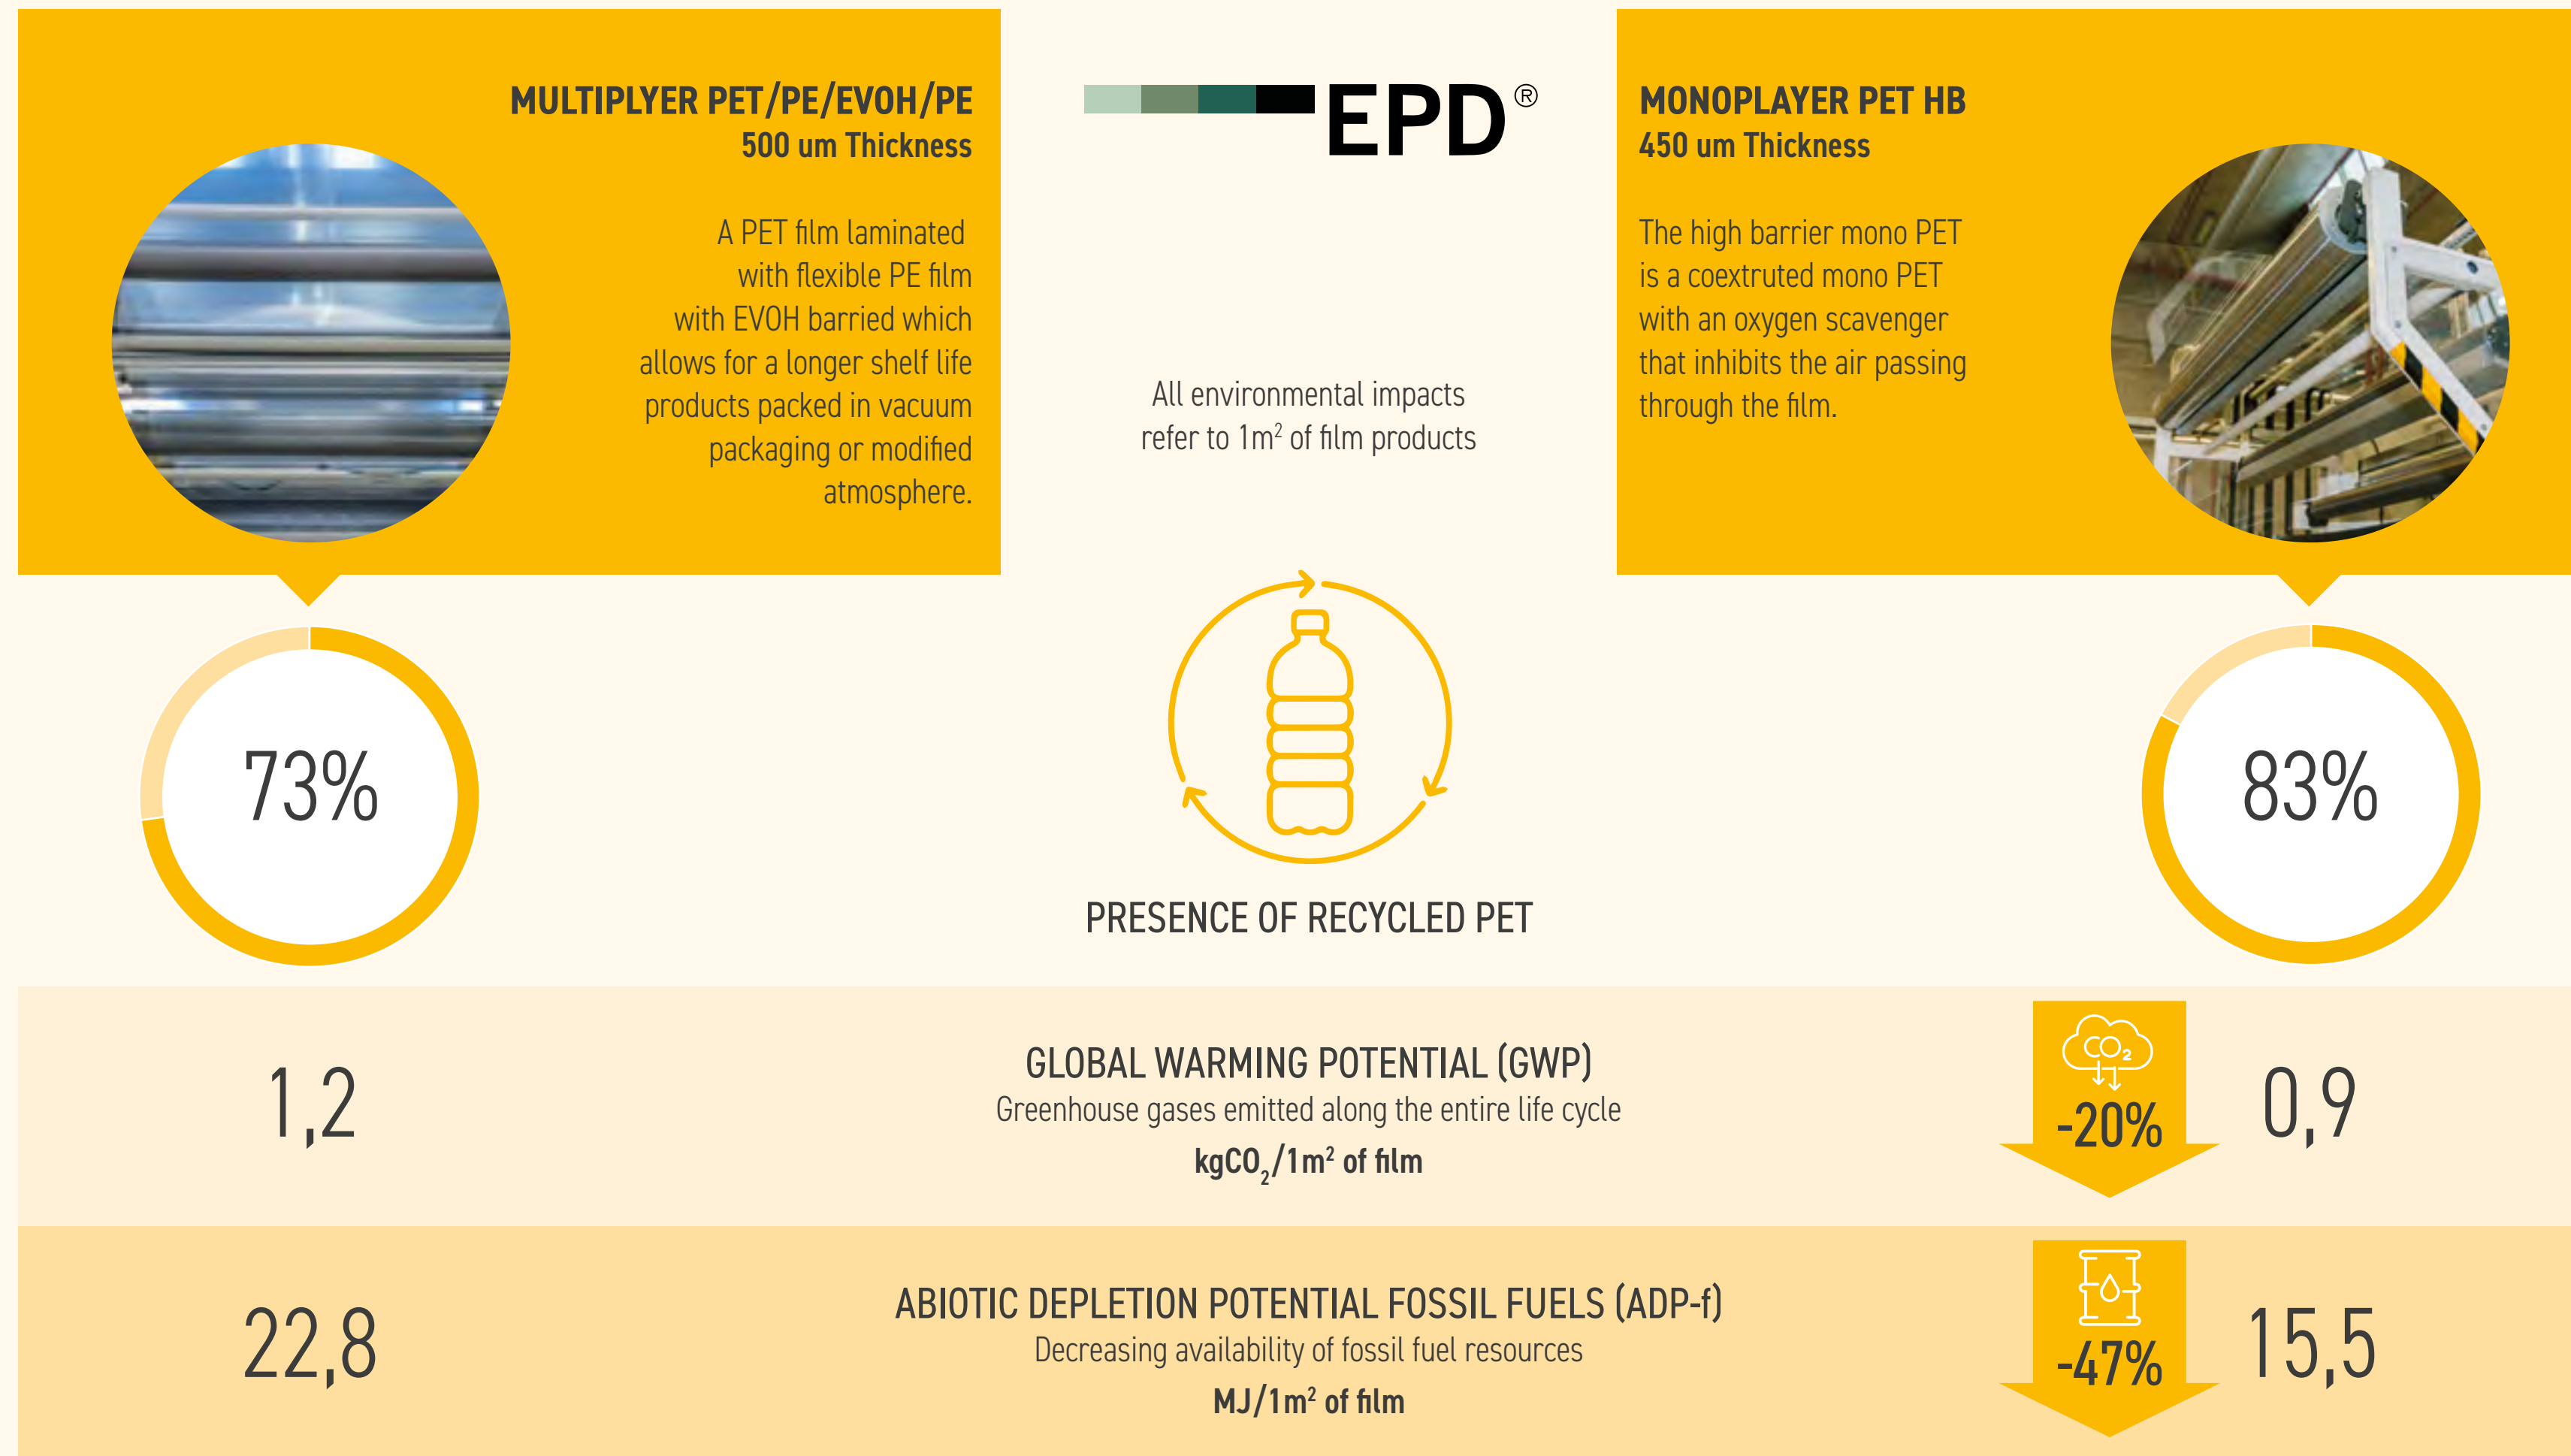 MULTIPLYER PET/PE/EVOH/PE
500 um Thickness
A PET film laminated
with flexible PE film
with EVOH barried which
allows for a longer shelf life
products packed in vacuum
packaging or modified
atmosphere.
EPD®
All environmental impacts
refer to 1m² of film products
MONOPLAYER PET HB
450 um Thickness
The high barrier mono PET
is a coextruted mono PET
with an oxygen scavenger
that inhibits the air passing
through the film.
73%
PRESENCE OF RECYCLED PET
83%
1,2
GLOBAL WARMING POTENTIAL (GWP)
Greenhouse gases emitted along the entire life cycle
kgCO₂/1m² of film
CO₂
-20%
0,9
22,8
ABIOTIC DEPLETION POTENTIAL FOSSIL FUELS (ADP-f)
Decreasing availability of fossil fuel resources
MJ/1m² of film
-47%
15,5